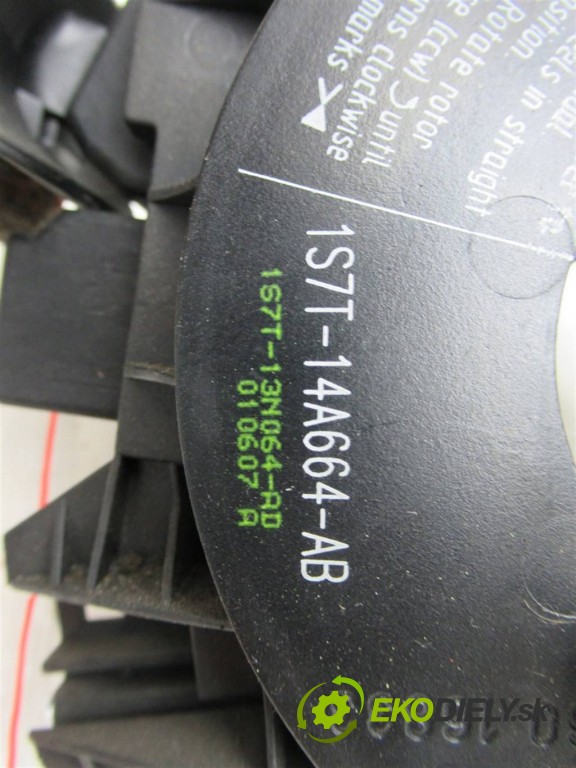 sition.
eels in straight
Rotate rotor
(ccw) until
rns clockwise
marks
1S7T-14A664-AB
1S7T-13N064-AD
010607 A
EKODIELY.sk